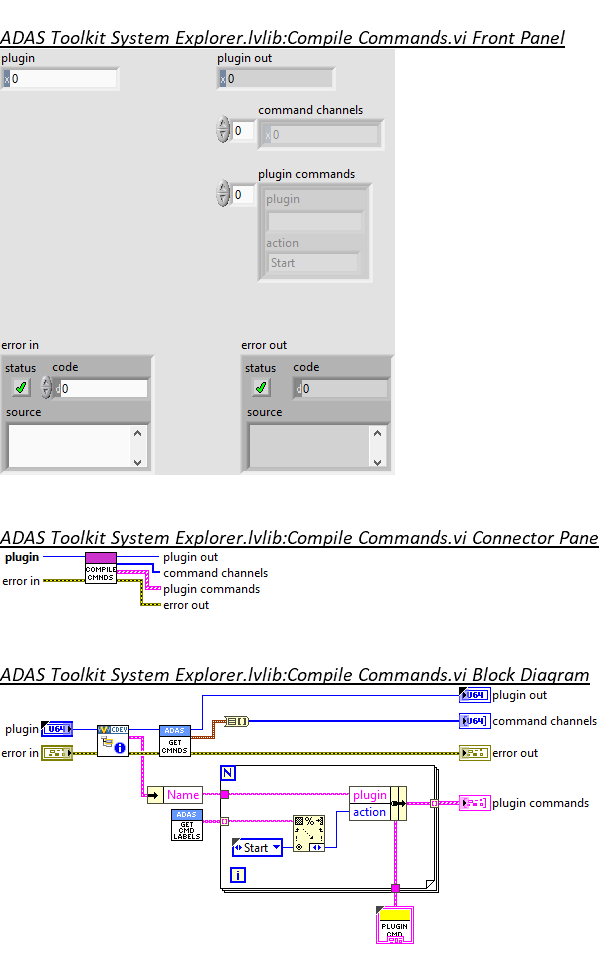 ADAS Toolkit System Explorer.lvlib:Compile Commands.vi Front Panel
plugin
plugin out
x 0
x 0
command channels
0
x 0
plugin commands
0
plugin
action
Start
error in
error out
status
code
status
code
d 0
d 0
source
source
ADAS Toolkit System Explorer.lvlib:Compile Commands.vi Connector Pane
plugin
plugin out
COMPILE
CMNDS
command channels
error in
plugin commands
error out
ADAS Toolkit System Explorer.lvlib:Compile Commands.vi Block Diagram
U64
plugin out
plugin
U64
CDEV
ADAS
GET
CMNDS
U64
command channels
error in
error out
N
Name
plugin
action
plugin commands
ADAS
GET
CMD
LABELS
Start
i
PLUGIN
CMD